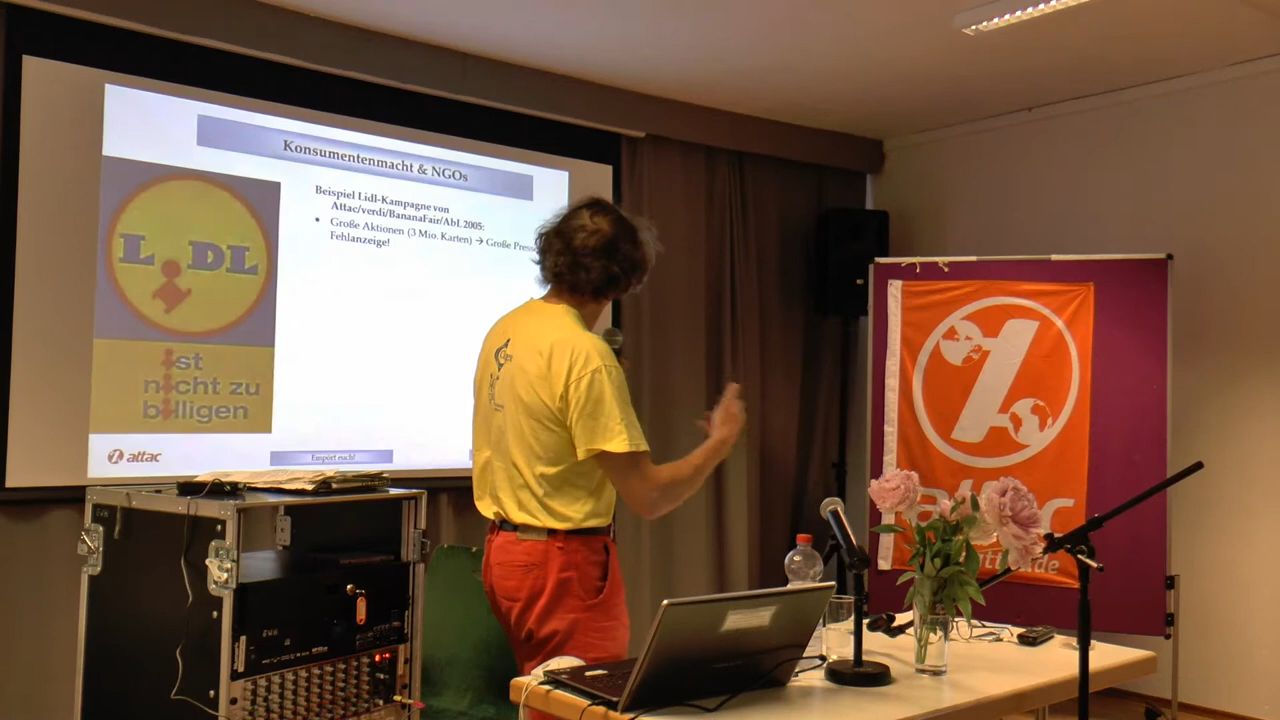 Konsumentenmacht & NGOs
Beispiel Lidl-Kampagne von
Attac/verdi/BananaFair/AbL 2005:
• Große Aktionen (3 Mio. Karten) → Große Presse
Fehlanzeige!
LiDL
ist
nicht zu
billigen
attac
Empört euch!
attac